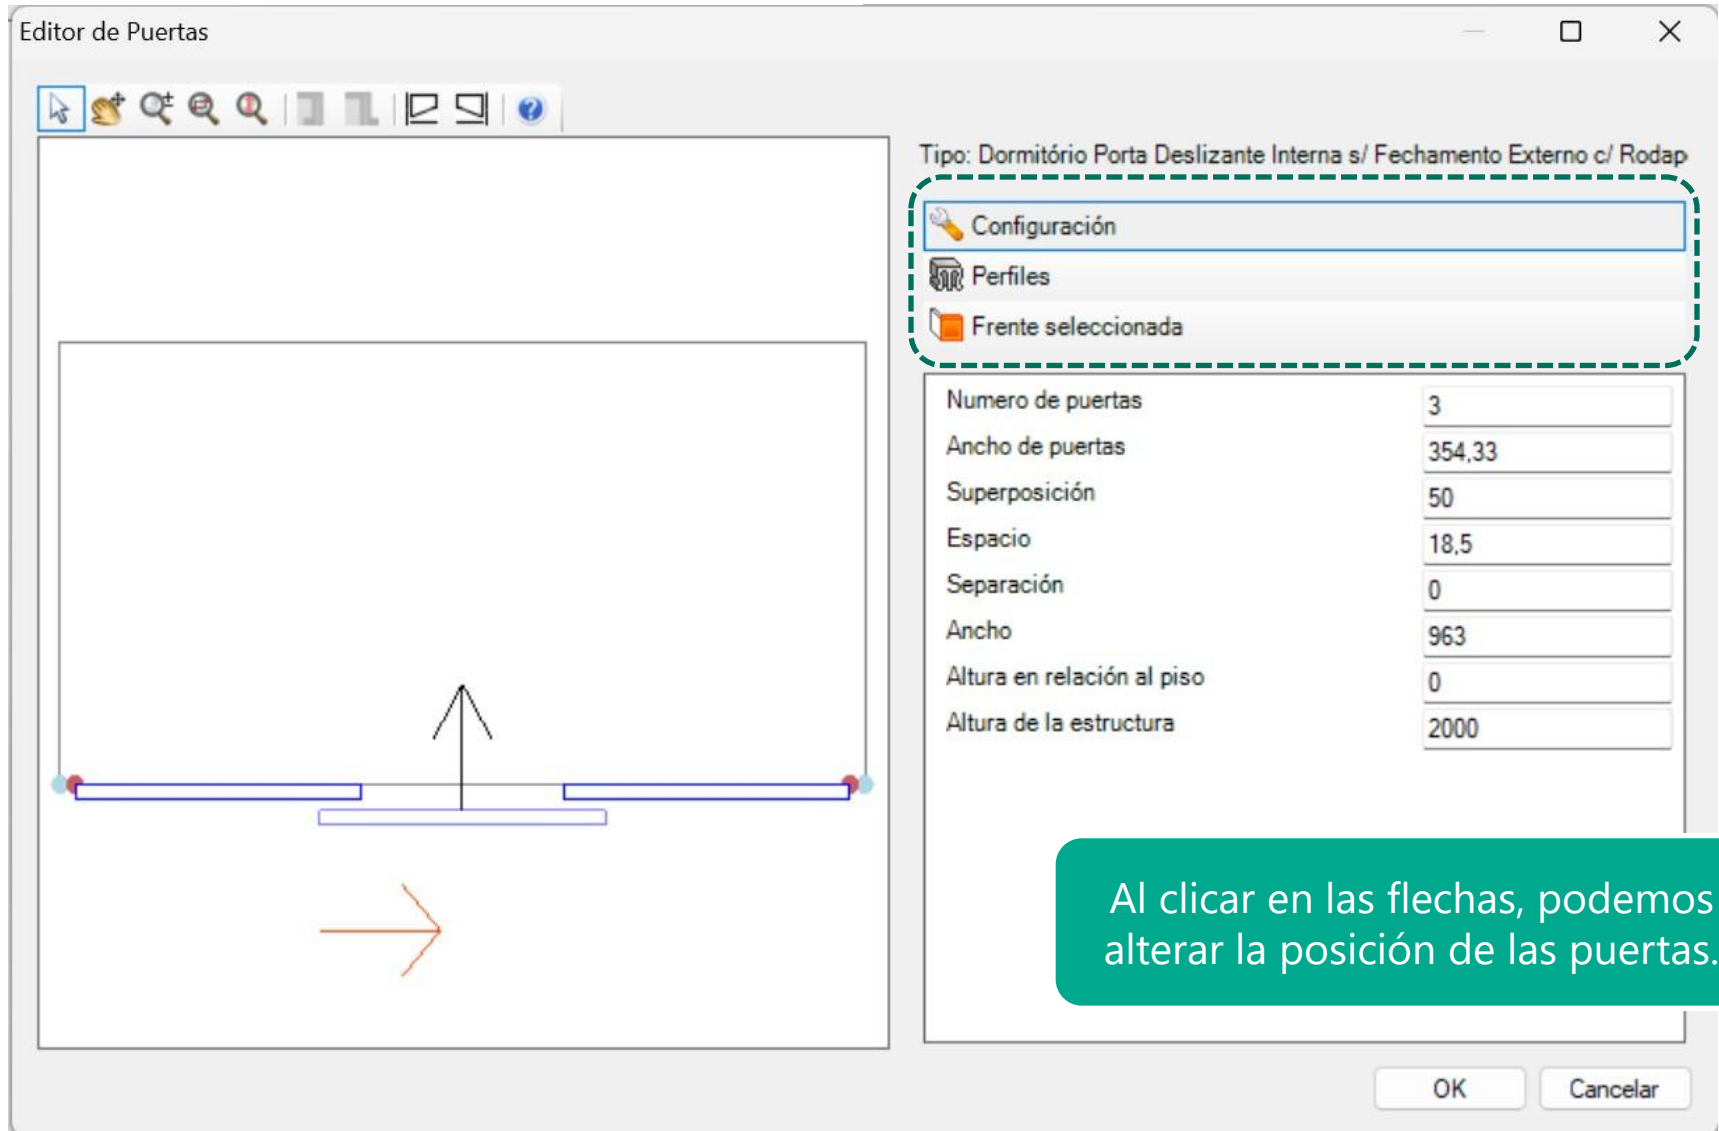 Editor de Puertas
Tipo: Dormitório Porta Deslizante Interna s/ Fechamento Externo c/ Rodap
Configuración
Perfiles
Frente seleccionada
Numero de puertas 3
Ancho de puertas 354,33
Superposición 50
Espacio 18,5
Separación 0
Ancho 963
Altura en relación al piso 0
Altura de la estructura 2000
Al clicar en las flechas, podemos
alterar la posición de las puertas.
OK Cancelar